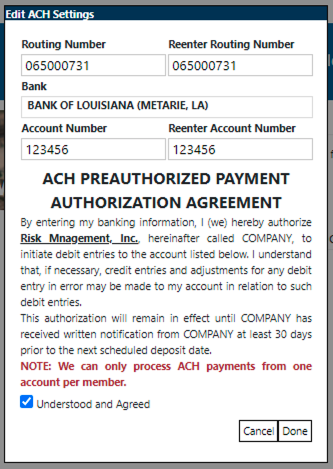 Edit ACH Settings
Routing Number Reenter Routing Number
065000731 065000731
Bank
BANK OF LOUISIANA (METARIE, LA)
Account Number Reenter Account Number
123456 123456
ACH PREAUTHORIZED PAYMENT
AUTHORIZATION AGREEMENT
By entering my banking information, I (we) hereby authorize
Risk Mnagement, Inc., hereinafter called COMPANY, to
initiate debit entries to the account listed below. I understand
that, if necessary, credit entries and adjustments for any debit
entry in error may be made to my account in relation to such
debit entries.
This authorization will remain in effect until COMPANY has
received written notification from COMPANY at least 30 days
prior to the next scheduled deposit date.
NOTE: We can only process ACH payments from one
account per member.
Understood and Agreed
Cancel Done